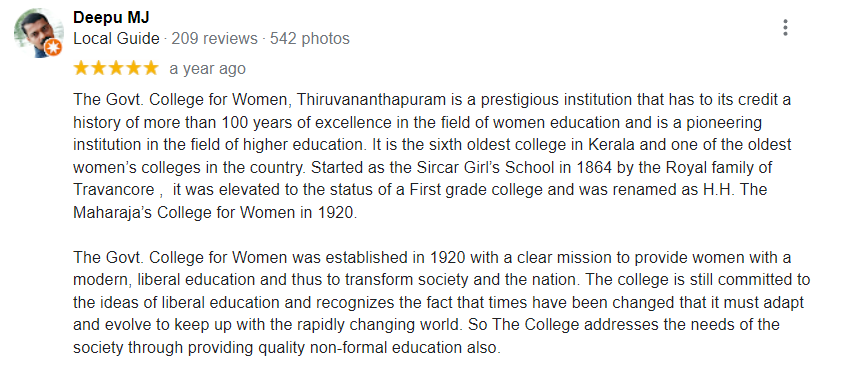 Deepu MJ
Local Guide · 209 reviews · 542 photos
a year ago
The Govt. College for Women, Thiruvananthapuram is a prestigious institution that has to its credit a
history of more than 100 years of excellence in the field of women education and is a pioneering
institution in the field of higher education. It is the sixth oldest college in Kerala and one of the oldest
women’s colleges in the country. Started as the Sircar Girl’s School in 1864 by the Royal family of
Travancore ,  it was elevated to the status of a First grade college and was renamed as H.H. The
Maharaja’s College for Women in 1920.

The Govt. College for Women was established in 1920 with a clear mission to provide women with a
modern, liberal education and thus to transform society and the nation. The college is still committed to
the ideas of liberal education and recognizes the fact that times have been changed that it must adapt
and evolve to keep up with the rapidly changing world. So The College addresses the needs of the
society through providing quality non-formal education also.